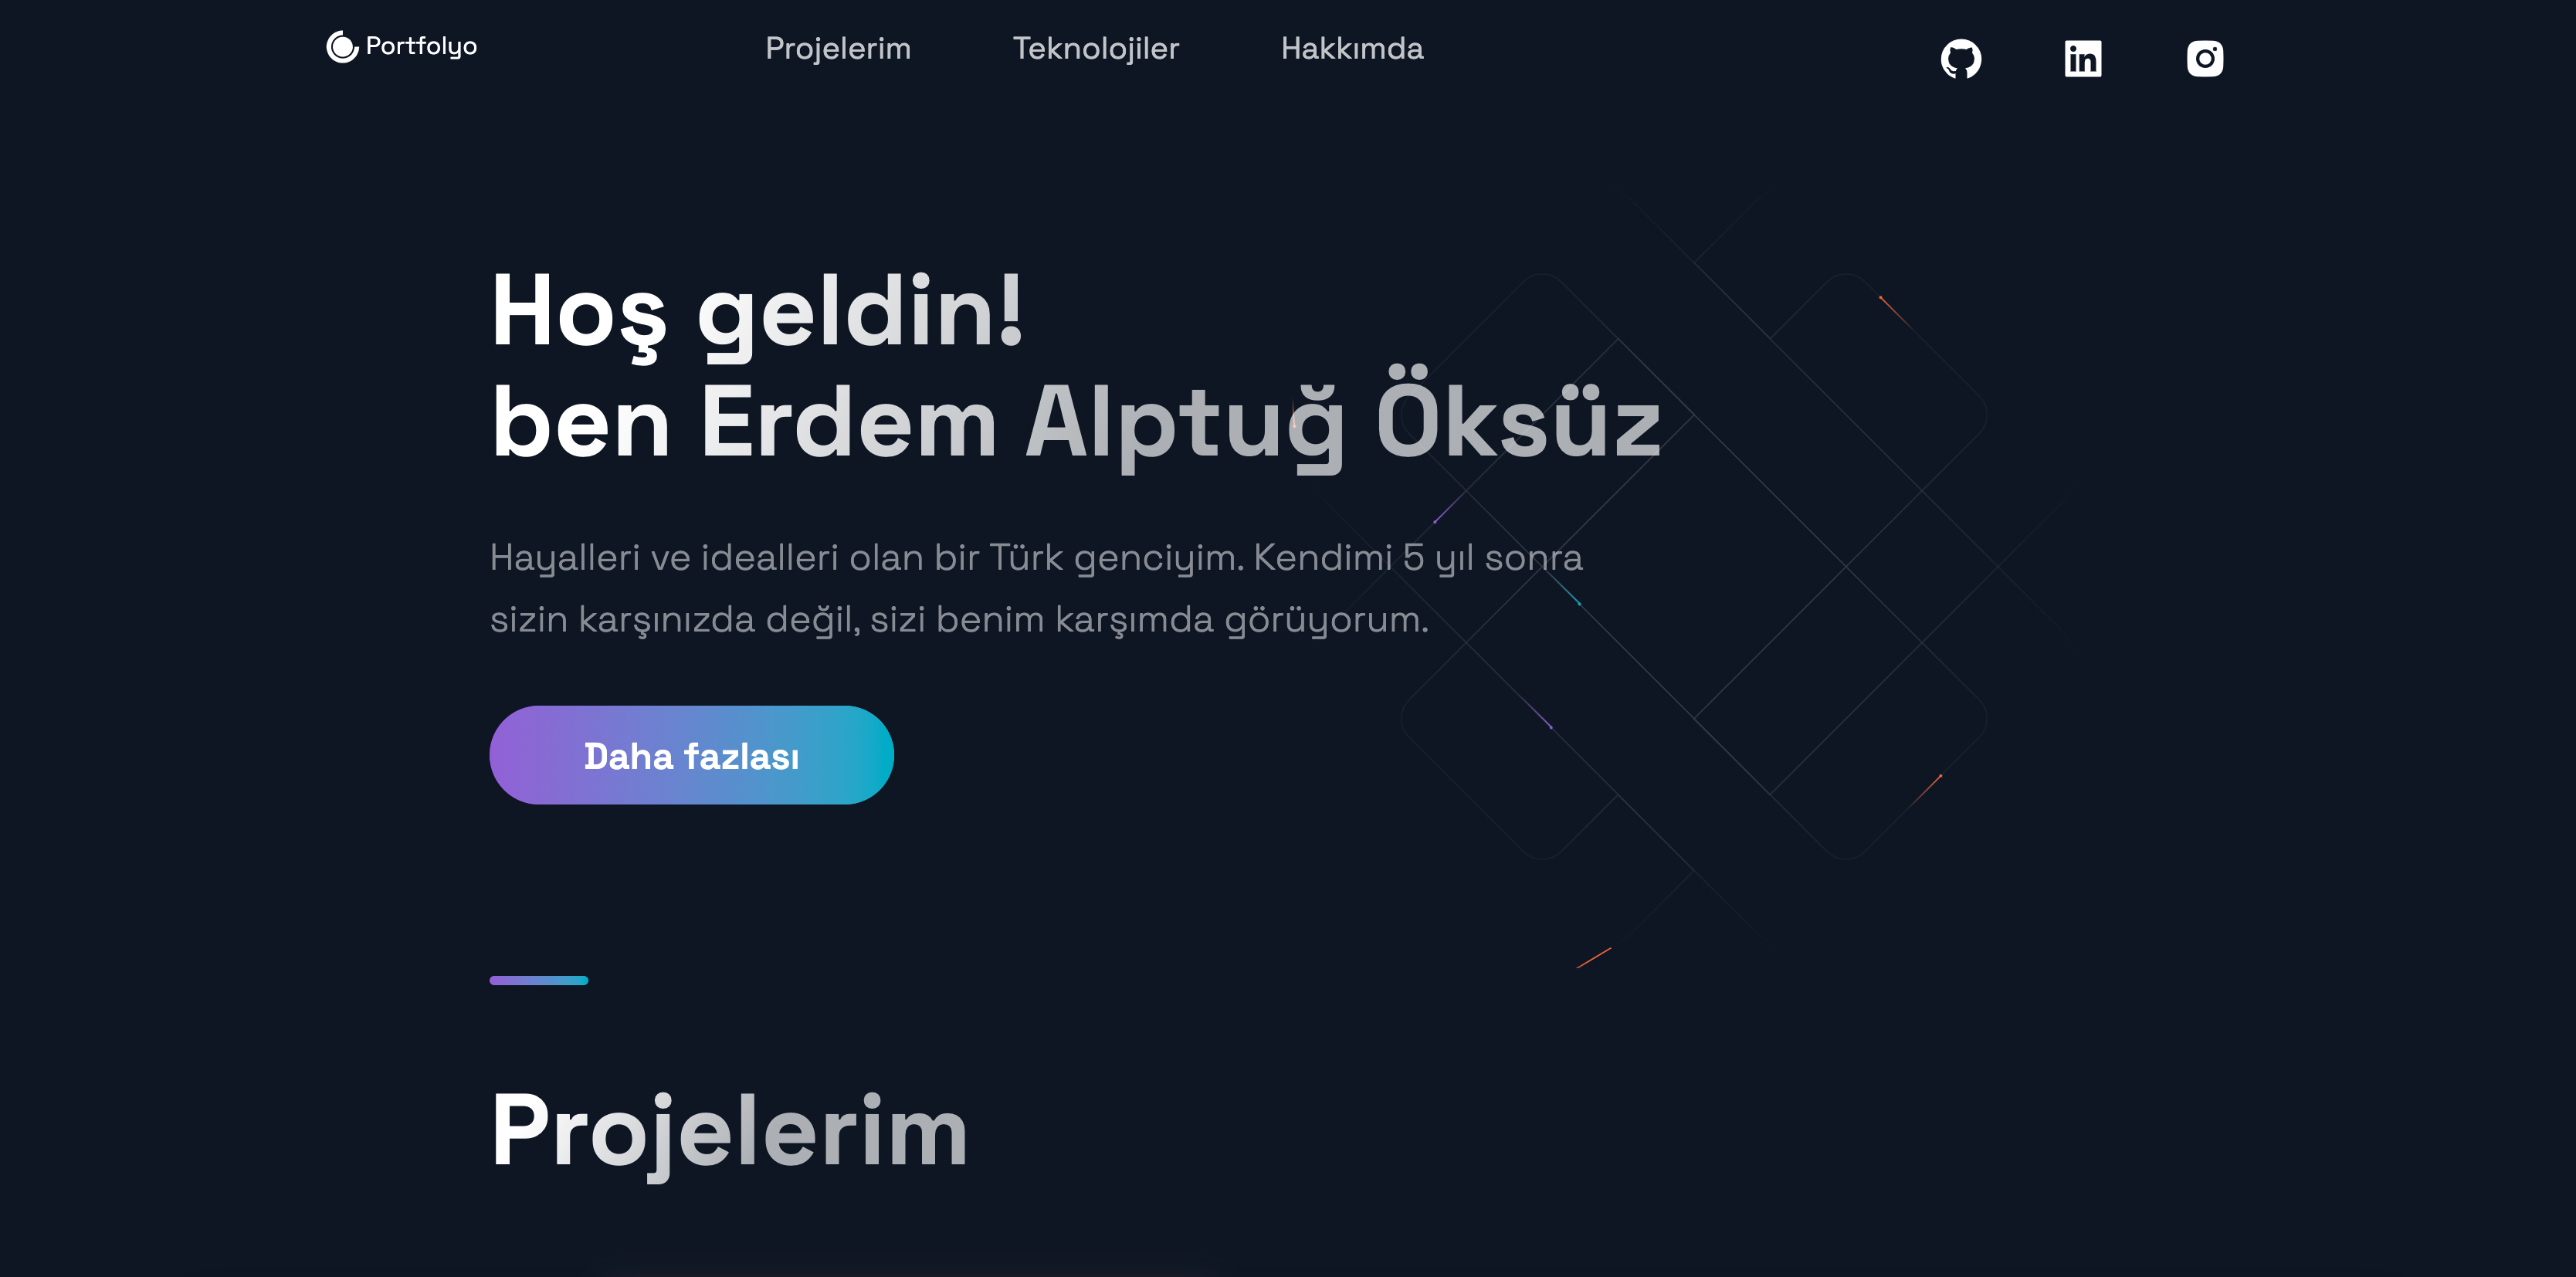 Portfolyo
Projelerim
Teknolojiler
Hakkımda
Hoş geldin!
ben Erdem Alptuğ Öksüz
Hayalleri ve idealleri olan bir Türk genciyim. Kendimi 5 yıl sonra
sizin karşınızda değil, sizi benim karşımda görüyorum.
Daha fazlası
Projelerim